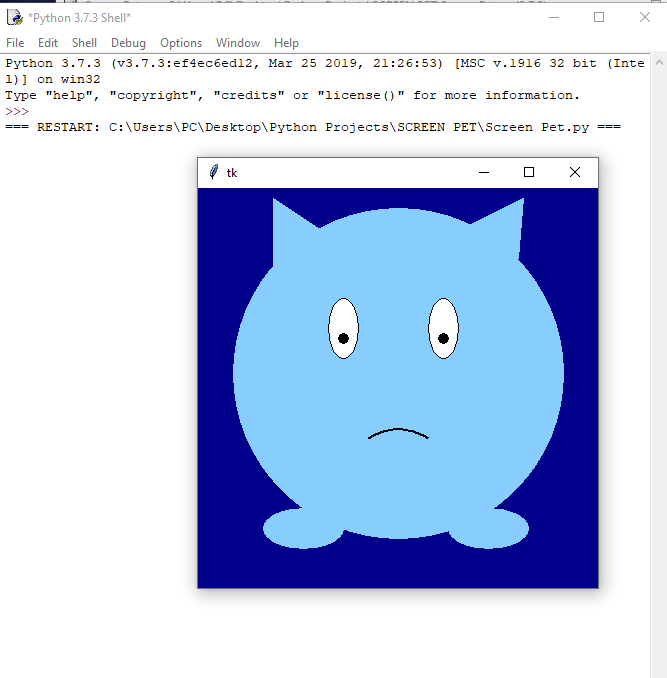 *Python 3.7.3 Shell*
File Edit Shell Debug Options Window Help
Python 3.7.3 (v3.7.3:ef4ec6ed12, Mar 25 2019, 21:26:53) [MSC v.1916 32 bit (Inte
l)] on win32
Type "help", "copyright", "credits" or "license()" for more information.
>>>
=== RESTART: C:\Users\PC\Desktop\Python Projects\SCREEN PET\Screen Pet.py ===
tk